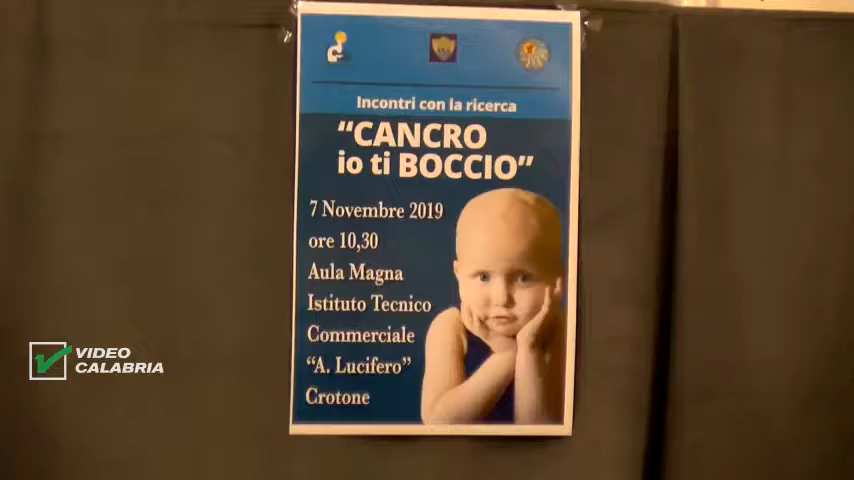 Incontri con la ricerca
“CANCRO
io ti BOCCIO”
7 Novembre 2019
ore 10,30
Aula Magna
Istituto Tecnico
Commerciale
“A. Lucifero”
Crotone
VIDEO
CALABRIA